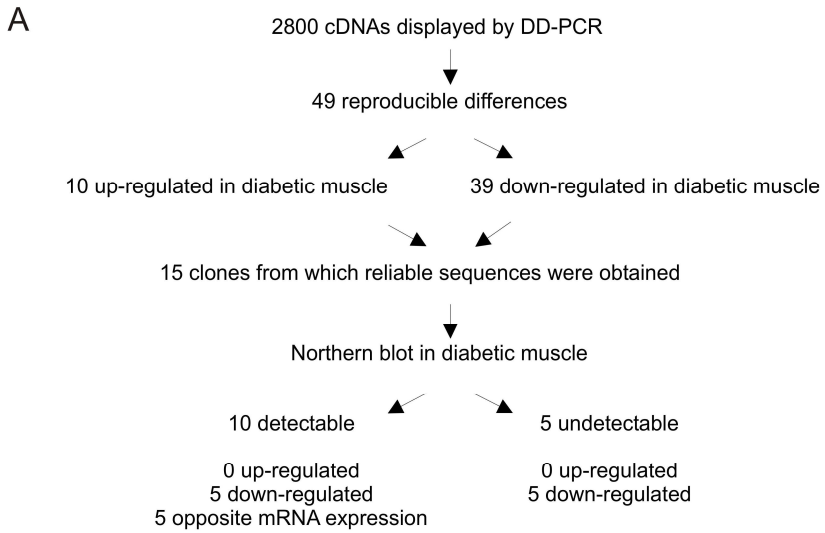 A
2800 cDNAs displayed by DD-PCR
49 reproducible differences
10 up-regulated in diabetic muscle
39 down-regulated in diabetic muscle
15 clones from which reliable sequences were obtained
Northern blot in diabetic muscle
10 detectable
5 undetectable
0 up-regulated
5 down-regulated
5 opposite mRNA expression
0 up-regulated
5 down-regulated